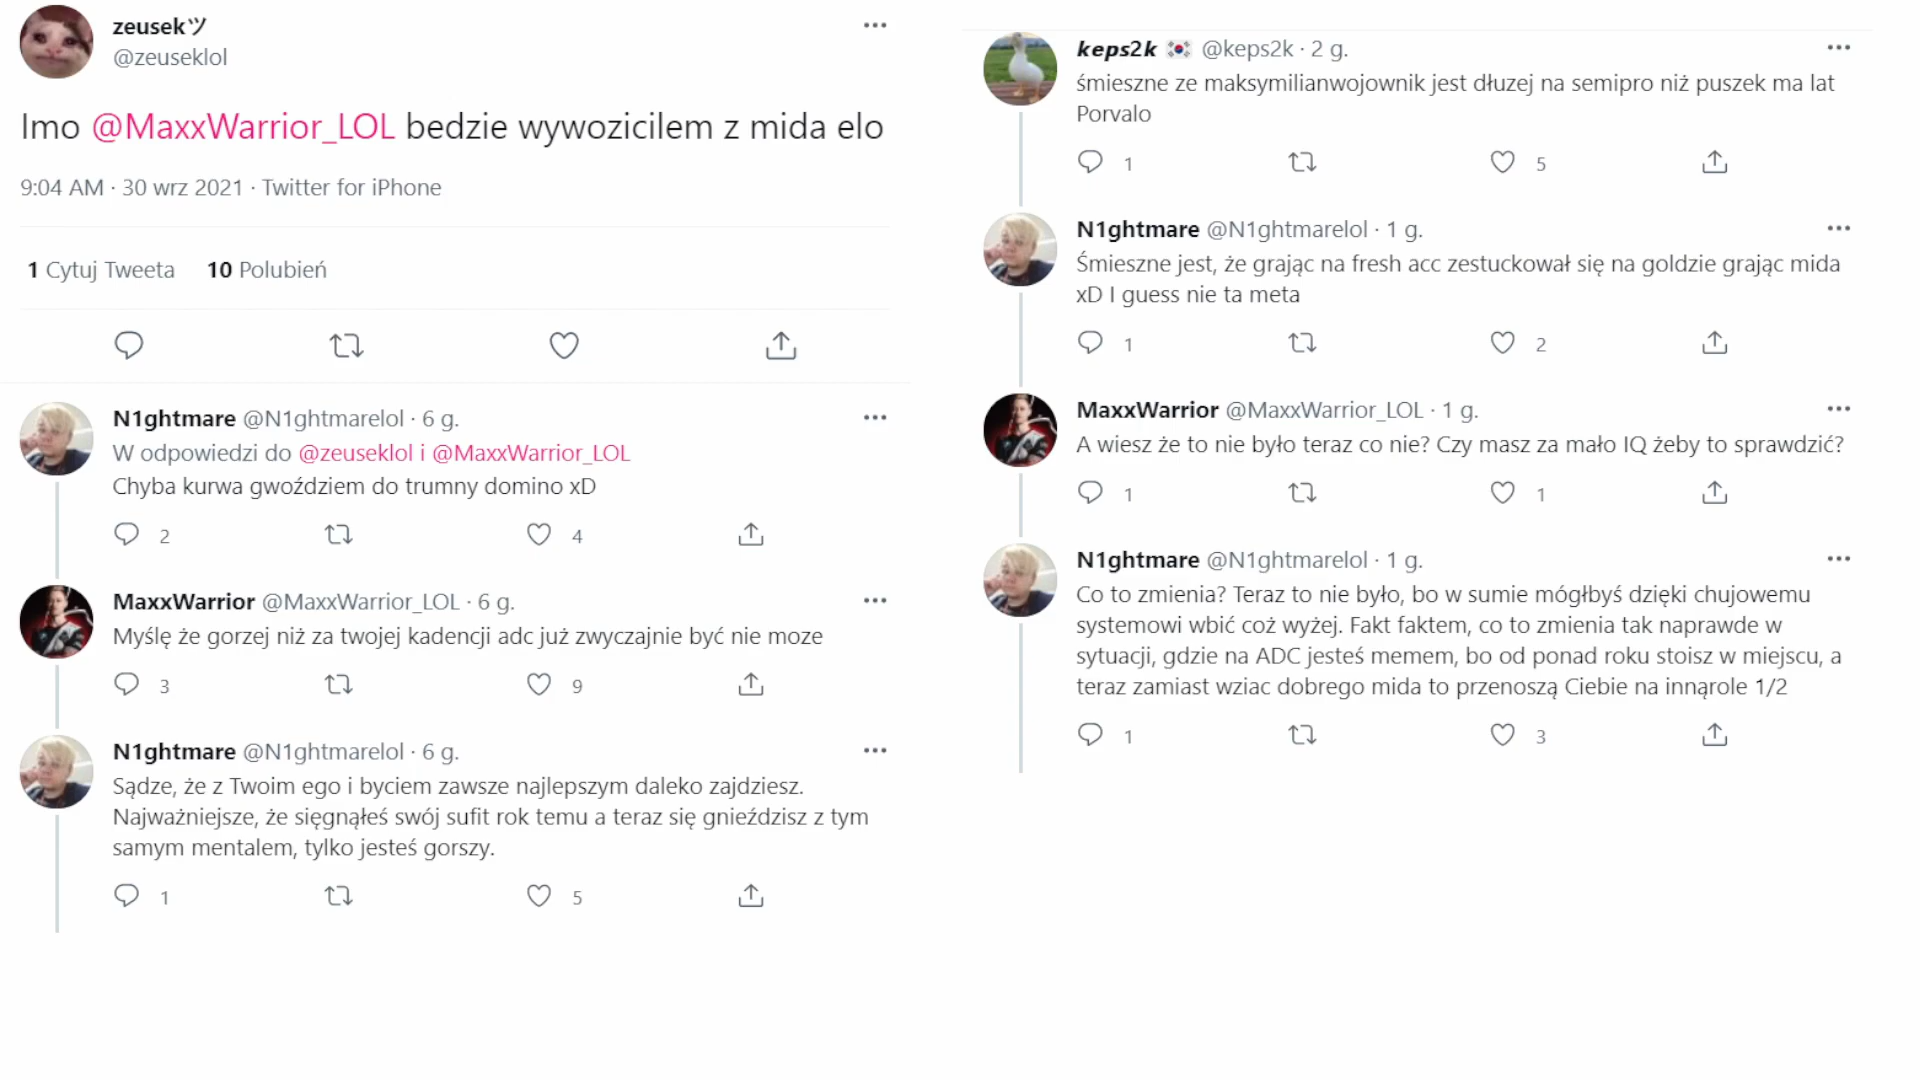 zeusekツ
@zeuseklol
Imo @MaxxWarrior_LOL bedzie wywozicilem z mida elo
9:04 AM · 30 wrz 2021 · Twitter for iPhone
1 Cytuj Tweeta 10 Polubień
N1ghtmare @N1ghtmarelol · 6 g.
W odpowiedzi do @zeuseklol i @MaxxWarrior_LOL
Chyba kurwa gwoździem do trumny domino xD
2 4
MaxxWarrior @MaxxWarrior_LOL · 6 g.
Myślę że gorzej niż za twojej kadencji adc już zwyczajnie być nie moze
3 9
N1ghtmare @N1ghtmarelol · 6 g.
Sądze, że z Twoim ego i byciem zawsze najlepszym daleko zajdziesz.
Najważniejsze, że sięgnąłeś swój sufit rok temu a teraz się gnieździsz z tym
samym mentalem, tylko jesteś gorszy.
1 5
keps2k 🇰🇷 @keps2k · 2 g.
śmieszne ze maksymilianwojownik jest dłuzej na semipro niż puszek ma lat
Porvalo
1 5
N1ghtmare @N1ghtmarelol · 1 g.
Śmieszne jest, że grając na fresh acc zestuckował się na goldzie grając mida
xD I guess nie ta meta
1 2
MaxxWarrior @MaxxWarrior_LOL · 1 g.
A wiesz że to nie było teraz co nie? Czy masz za mało IQ żeby to sprawdzić?
1 1
N1ghtmare @N1ghtmarelol · 1 g.
Co to zmienia? Teraz to nie było, bo w sumie mógłbyś dzięki chujowemu
systemowi wbić coż wyżej. Fakt faktem, co to zmienia tak naprawde w
sytuacji, gdzie na ADC jesteś memem, bo od ponad roku stoisz w miejscu, a
teraz zamiast wziac dobrego mida to przenoszą Ciebie na innąrole 1/2
1 3